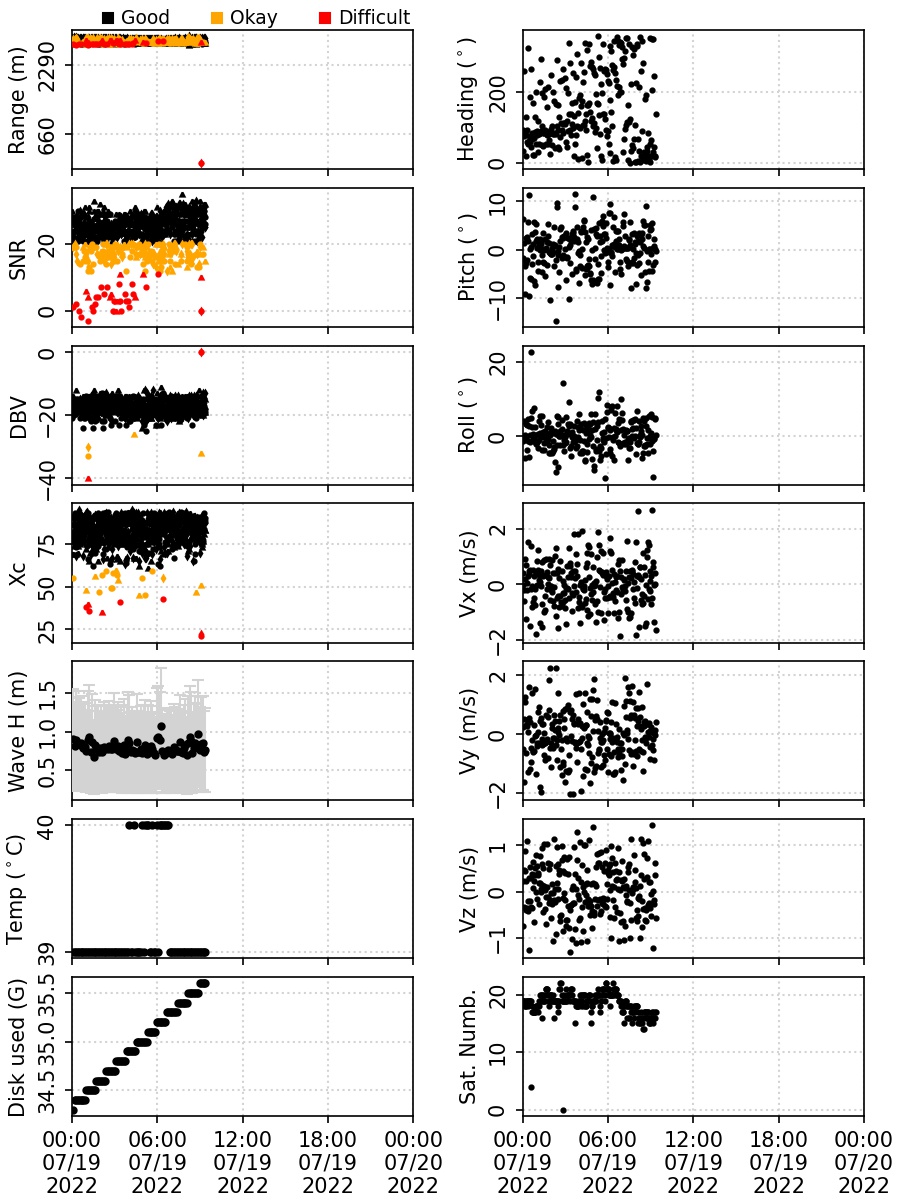 Good Okay Difficult
Range (m)
2290
660
Heading (°)
200
0
SNR
20
0
Pitch (°)
10
0
−10
DBV
0
−20
−40
Roll (°)
20
0
Xc
75
50
25
Vx (m/s)
2
0
−2
Wave H (m)
1.5
1.0
0.5
Vy (m/s)
2
0
−2
Temp (°C)
40
39
Vz (m/s)
1
0
−1
Disk used (G)
35.5
35.0
34.5
Sat. Numb.
20
10
0
00:00 06:00 12:00 18:00 00:00
07/19 07/19 07/19 07/19 07/20
2022 2022 2022 2022 2022
00:00 06:00 12:00 18:00 00:00
07/19 07/19 07/19 07/19 07/20
2022 2022 2022 2022 2022